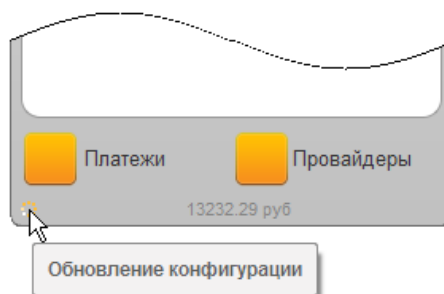 Платежи Провайдеры
13232.29 руб
Обновление конфигурации